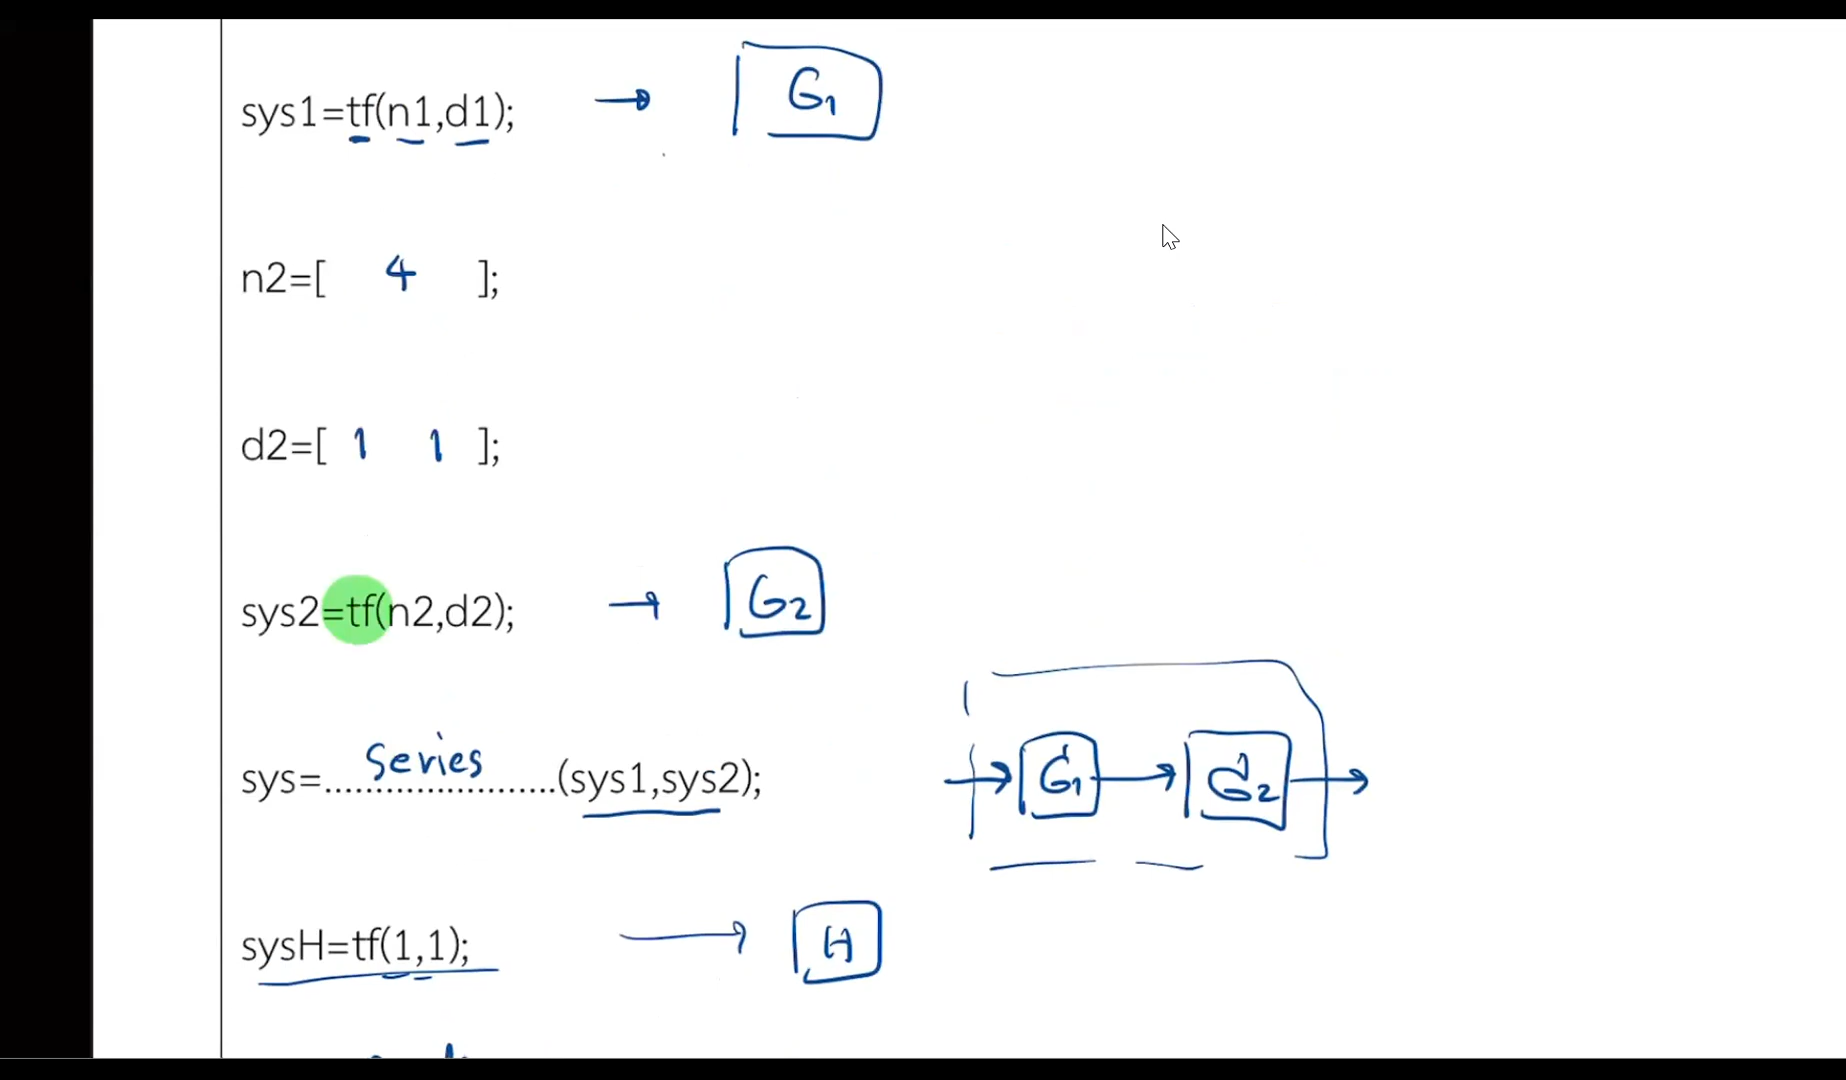 sys1=tf(n1,d1); → G1
n2=[ 4 ];
d2=[ 1 1 ];
sys2=tf(n2,d2); → G2
sys=......................(sys1,sys2);
Series
G1 → G2
sysH=tf(1,1); → H